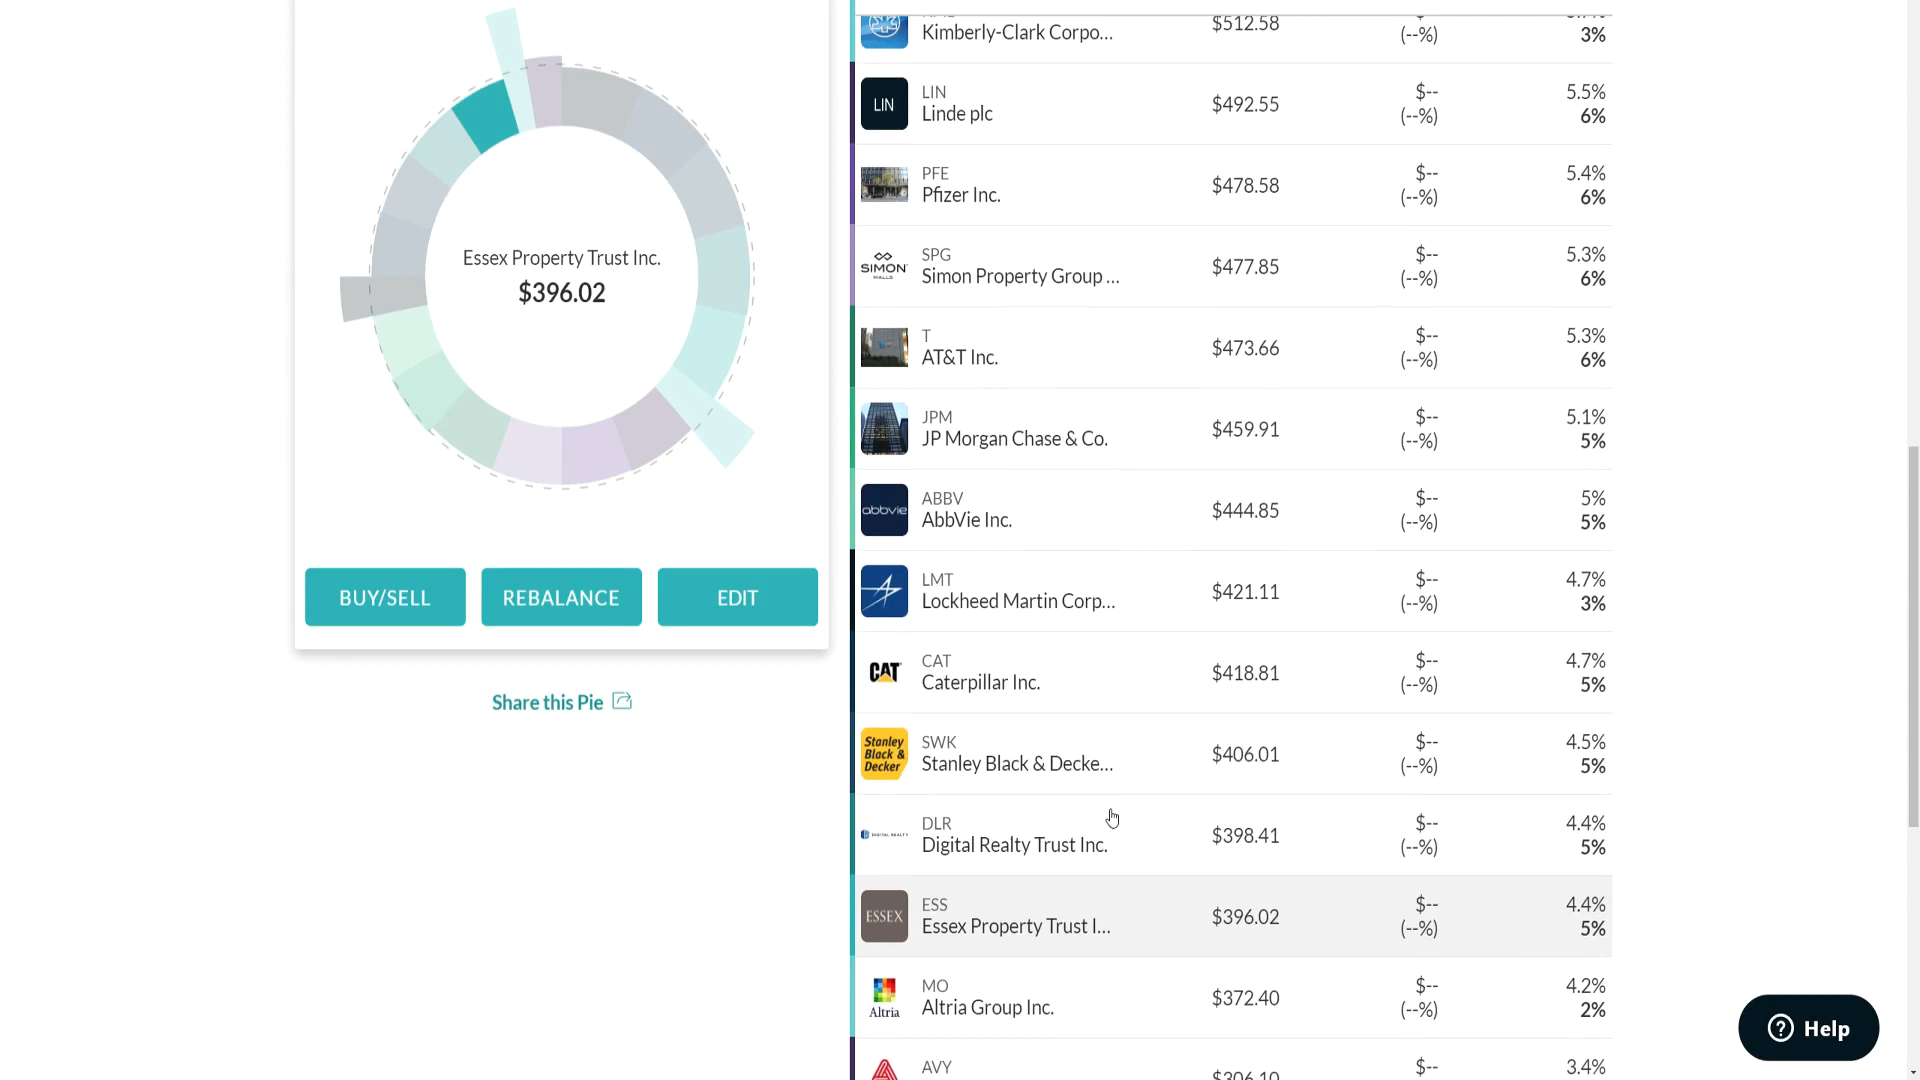 Essex Property Trust Inc.
$396.02
BUY/SELL
REBALANCE
EDIT
Share this Pie
Kimberly-Clark Corpo...
$512.58
(--%)
3%
LIN
LIN
Linde plc
$492.55
$--
(--%)
5.5%
6%
PFE
Pfizer Inc.
$478.58
$--
(--%)
5.4%
6%
SIMON
MALLS
SPG
Simon Property Group ...
$477.85
$--
(--%)
5.3%
6%
T
AT&T Inc.
$473.66
$--
(--%)
5.3%
6%
JPM
JP Morgan Chase & Co.
$459.91
$--
(--%)
5.1%
5%
abbvie
ABBV
AbbVie Inc.
$444.85
$--
(--%)
5%
5%
LMT
Lockheed Martin Corp...
$421.11
$--
(--%)
4.7%
3%
CAT
CAT
Caterpillar Inc.
$418.81
$--
(--%)
4.7%
5%
Stanley
Black &
Decker
SWK
Stanley Black & Decke...
$406.01
$--
(--%)
4.5%
5%
DIGITAL REALTY
DLR
Digital Realty Trust Inc.
$398.41
$--
(--%)
4.4%
5%
ESSEX
ESS
Essex Property Trust I...
$396.02
$--
(--%)
4.4%
5%
Altria
MO
Altria Group Inc.
$372.40
$--
(--%)
4.2%
2%
AVY
$306.10
$--
3.4%
Help